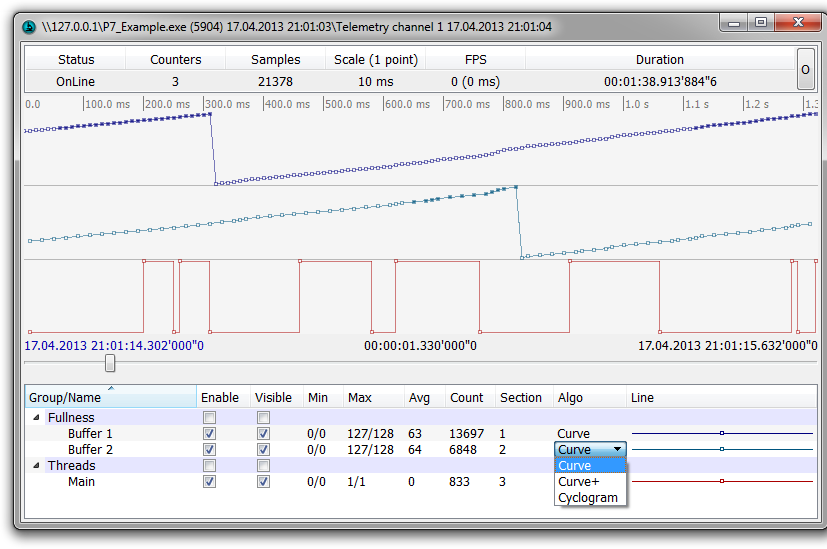 \\127.0.0.1\P7_Example.exe (5904) 17.04.2013 21:01:03\Telemetry channel 1 17.04.2013 21:01:04
Status Counters Samples Scale (1 point) FPS Duration
OnLine 3 21378 10 ms 0 (0 ms) 00:01:38.913'884"6
O
0.0 100.0 ms 200.0 ms 300.0 ms 400.0 ms 500.0 ms 600.0 ms 700.0 ms 800.0 ms 900.0 ms 1.0 s 1.1 s 1.2 s 1.3
17.04.2013 21:01:14.302'000"0 00:00:01.330'000"0 17.04.2013 21:01:15.632'000"0
Group/Name Enable Visible Min Max Avg Count Section Algo Line
Fullness
Buffer 1 0/0 127/128 63 13697 1 Curve
Buffer 2 0/0 127/128 64 6848 2 Curve
Threads
Curve
Main 0/0 1/1 0 833 3
Curve+
Cyclogram